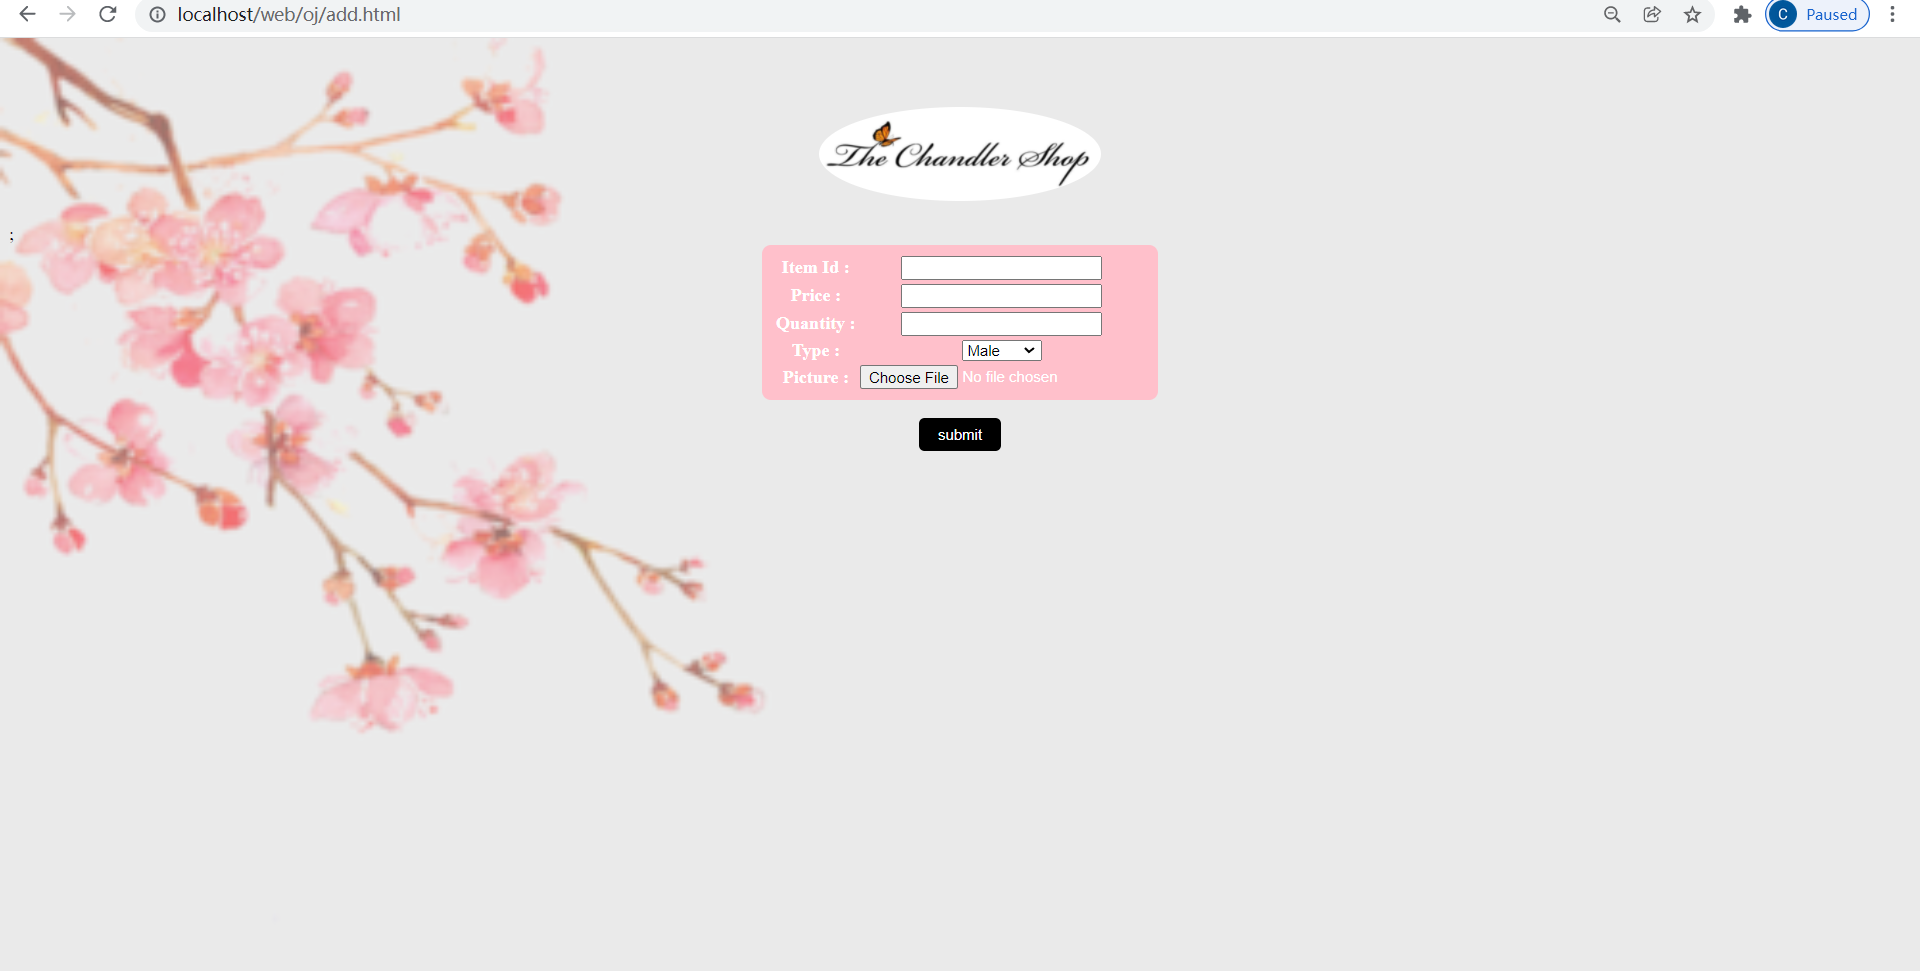 localhost/web/oj/add.html
C Paused
The Chandler Shop
;
Item Id :
Price :
Quantity :
Type : Male
Picture : Choose File No file chosen
submit